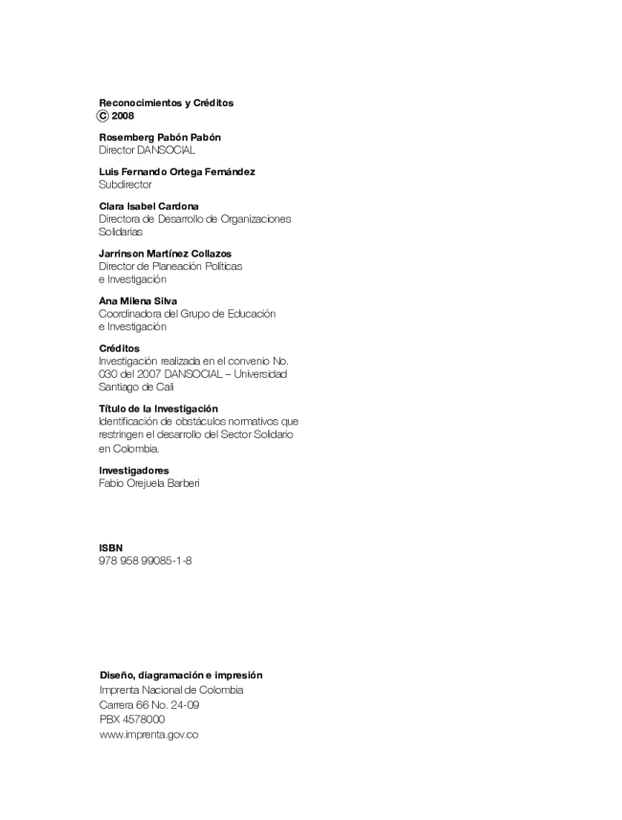 Reconocimientos y Créditos
© 2008
Rosemberg Pabón Pabón
Director DANSOCIAL
Luis Fernando Ortega Fernández
Subdirector
Clara Isabel Cardona
Directora de Desarrollo de Organizaciones
Solidarias
Jarrinson Martínez Collazos
Director de Planeación Políticas
e Investigación
Ana Milena Silva
Coordinadora del Grupo de Educación
e Investigación
Créditos
Investigación realizada en el convenio No.
030 del 2007 DANSOCIAL – Universidad
Santiago de Cali
Título de la Investigación
Identificación de obstáculos normativos que
restringen el desarrollo del Sector Solidario
en Colombia.
Investigadores
Fabio Orejuela Barberi
ISBN
978 958 99085-1-8
Diseño, diagramación e impresión
Imprenta Nacional de Colombia
Carrera 66 No. 24-09
PBX 4578000
www.imprenta.gov.co